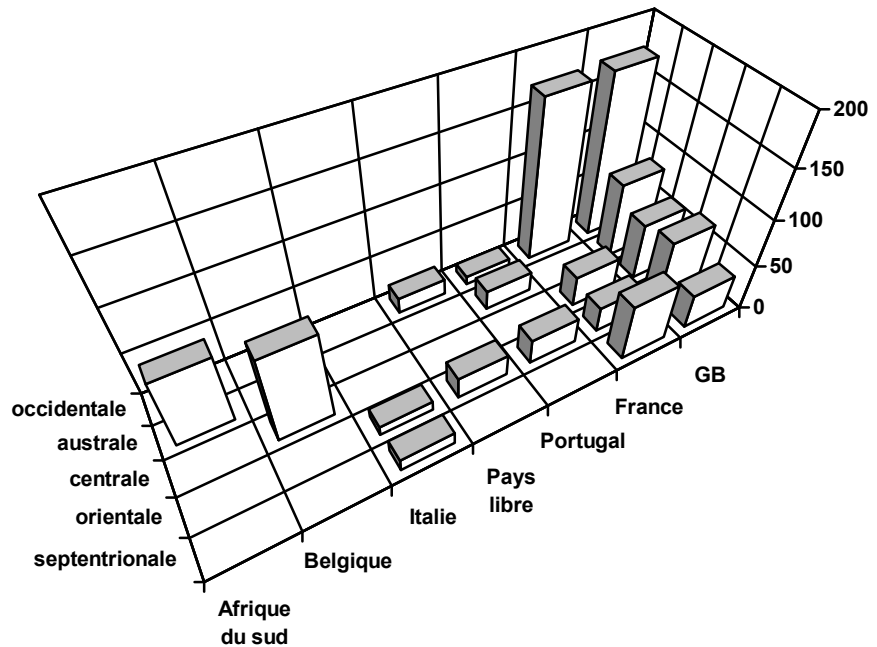 200
150
100
50
0
occidentale
australe
centrale
orientale
septentrionale
GB
France
Portugal
Pays
libre
Italie
Belgique
Afrique
du sud